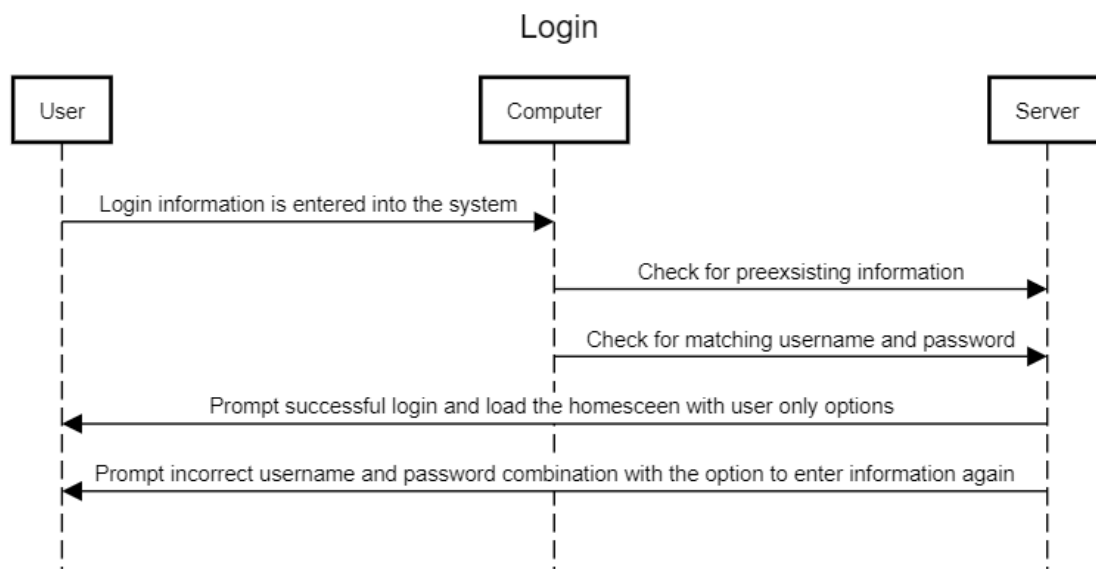 Login
User
Computer
Server
Login information is entered into the system
Check for preexsisting information
Check for matching username and password
Prompt successful login and load the homesceen with user only options
Prompt incorrect username and password combination with the option to enter information again